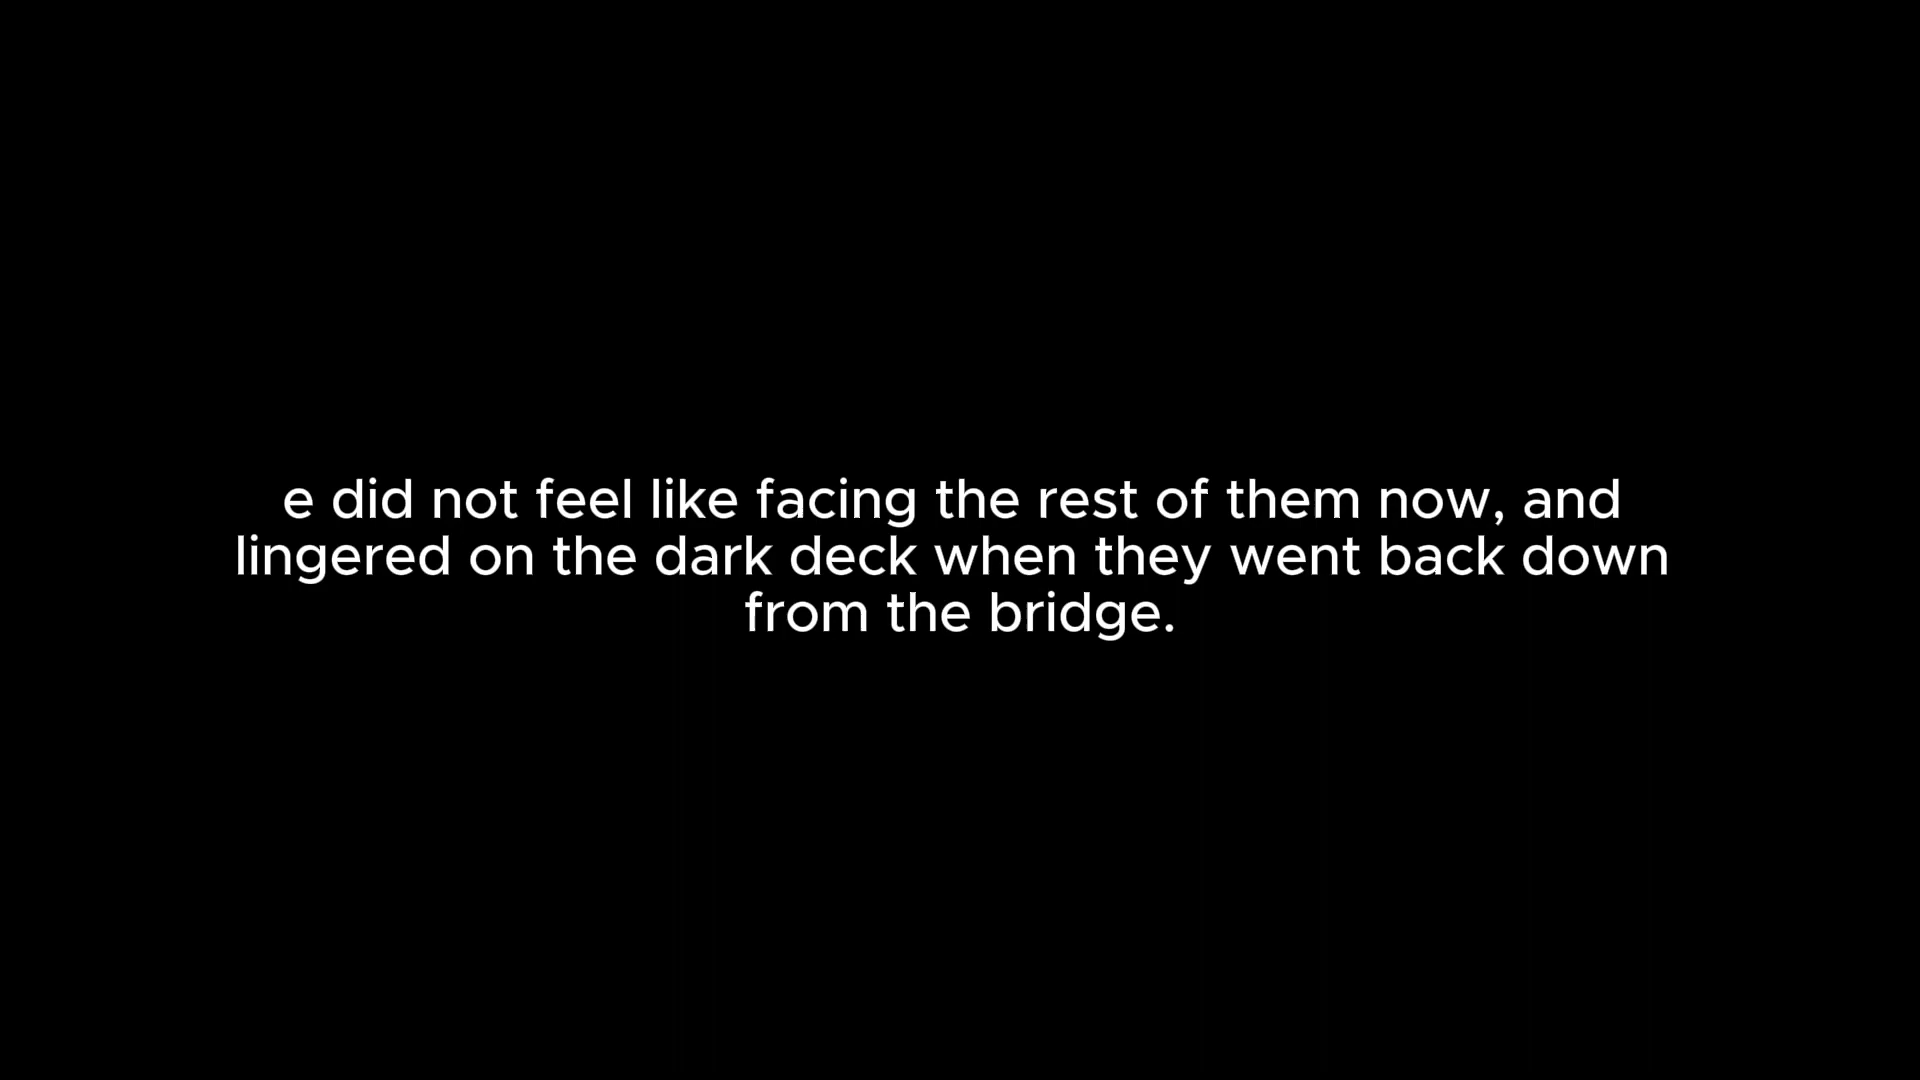 e did not feel like facing the rest of them now, and
lingered on the dark deck when they went back down
from the bridge.